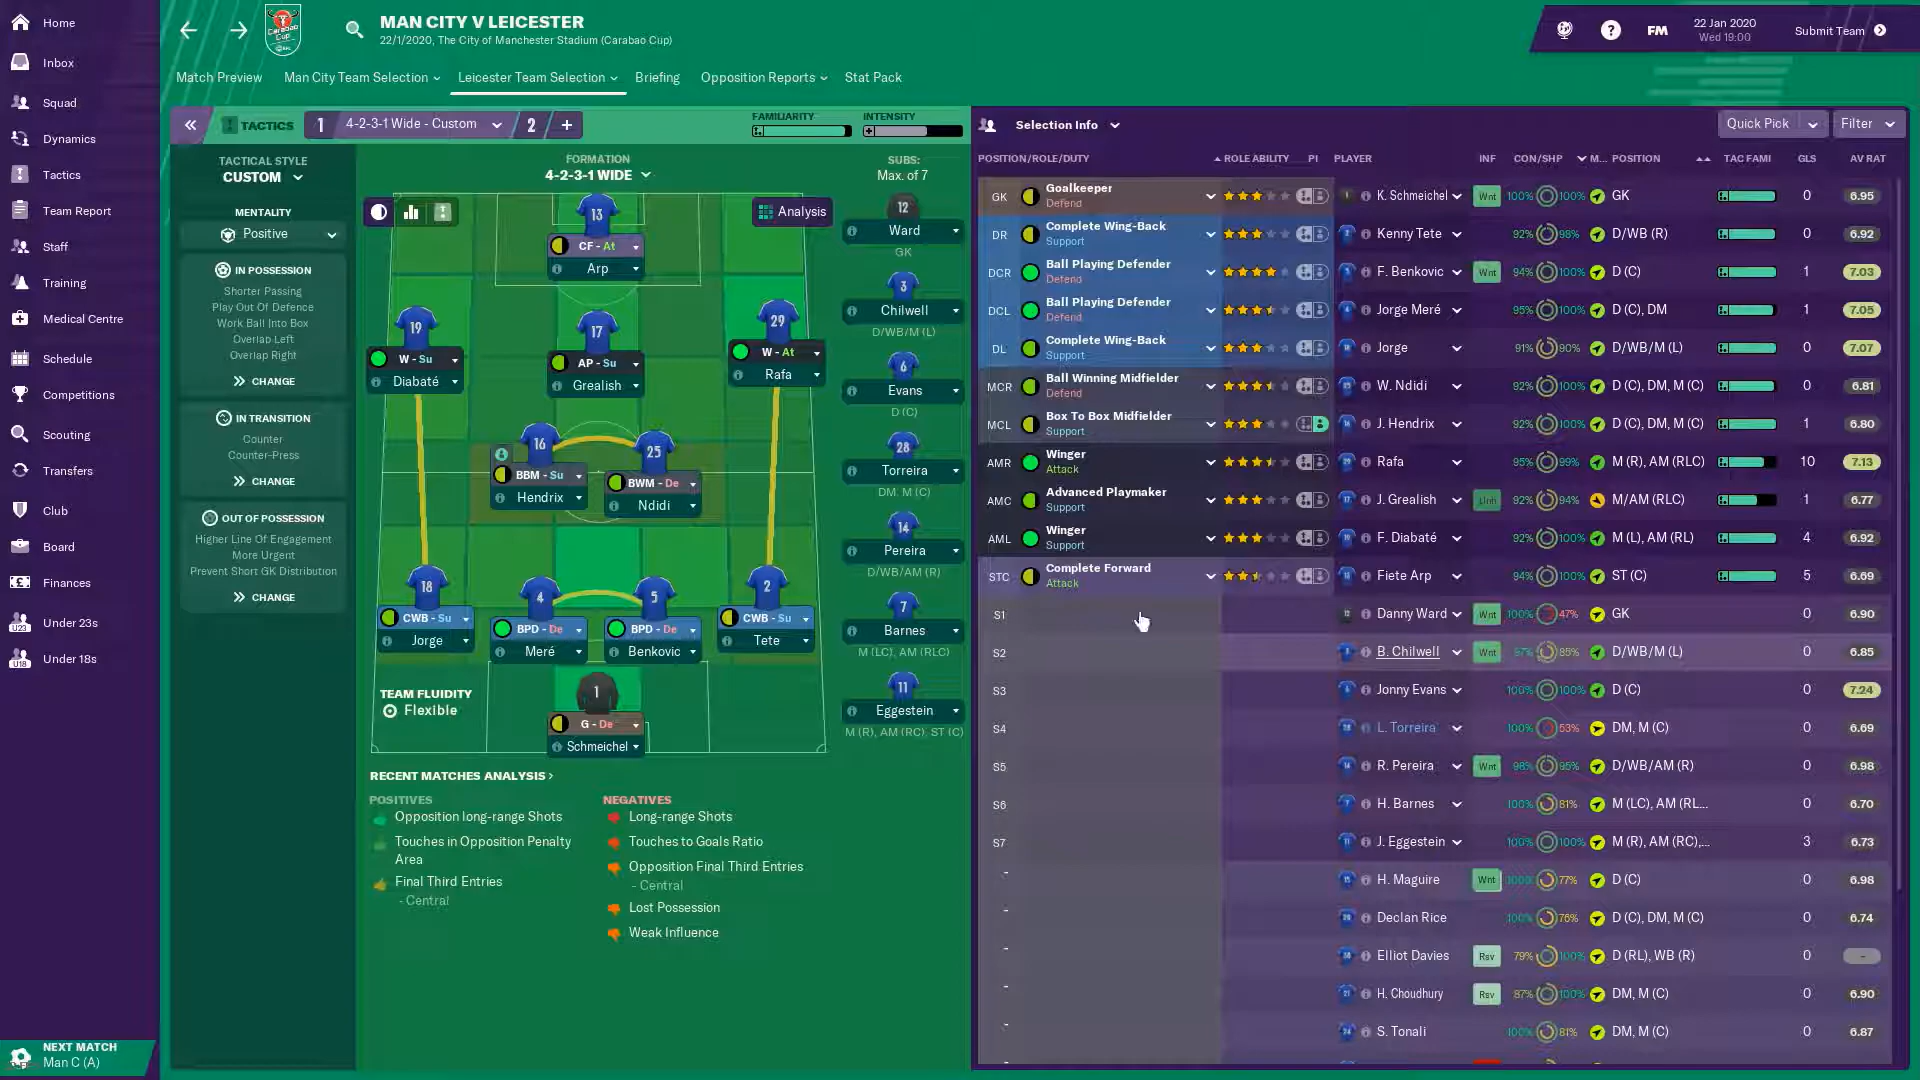 Home
Inbox
Squad
Dynamics
Tactics
Team Report
Staff
Training
Medical Centre
Schedule
Competitions
Scouting
Transfers
Club
Board
Finances
Under 23s
Under 18s
NEXT MATCH
Man C (A)
Carabao Cup
MAN CITY V LEICESTER
22/1/2020, The City of Manchester Stadium (Carabao Cup)
FM
22 Jan 2020
Wed 19:00
Submit Team
Match Preview
Man City Team Selection
Leicester Team Selection
Briefing
Opposition Reports
Stat Pack
TACTICS
1 4-2-3-1 Wide - Custom 2 +
FAMILIARITY
INTENSITY
TACTICAL STYLE
CUSTOM
MENTALITY
Positive
IN POSSESSION
Shorter Passing
Play Out Of Defence
Work Ball Into Box
Overlap Left
Overlap Right
CHANGE
IN TRANSITION
Counter
Counter-Press
CHANGE
OUT OF POSSESSION
Higher Line Of Engagement
More Urgent
Prevent Short GK Distribution
CHANGE
FORMATION
4-2-3-1 WIDE
Analysis
13
CF - At
Arp
19
W - Su
Diabaté
17
AP - Su
Grealish
29
W - At
Rafa
16
BBM - Su
Hendrix
25
BWM - De
Ndidi
18
CWB - Su
Jorge
4
BPD - De
Meré
5
BPD - De
Benkovic
2
CWB - Su
Tete
1
G - De
Schmeichel
TEAM FLUIDITY
Flexible
SUBS:
Max. of 7
12
Ward
GK
3
Chilwell
D/WB/M (L)
6
Evans
D (C)
28
Torreira
DM, M (C)
14
Pereira
D/WB/AM (R)
7
Barnes
M (LC), AM (RLC)
11
Eggestein
M (R), AM (RC), ST (C)
RECENT MATCHES ANALYSIS >
POSITIVES
Opposition long-range Shots
Touches in Opposition Penalty
Area
Final Third Entries
- Central
NEGATIVES
Long-range Shots
Touches to Goals Ratio
Opposition Final Third Entries
- Central
Lost Possession
Weak Influence
Selection Info
Quick Pick
Filter
POSITION/ROLE/DUTY ROLE ABILITY PI PLAYER INF CON/SHP M... POSITION TAC FAMI GLS AV RAT
GK Goalkeeper Defend K. Schmeichel Wnt 100% 100% GK 0 6.95
DR Complete Wing-Back Support Kenny Tete 92% 98% D/WB (R) 0 6.92
DCR Ball Playing Defender Defend F. Benkovic Wnt 94% 100% D (C) 1 7.03
DCL Ball Playing Defender Defend Jorge Meré 95% 100% D (C), DM 1 7.05
DL Complete Wing-Back Support Jorge 91% 90% D/WB/M (L) 0 7.07
MCR Ball Winning Midfielder Defend W. Ndidi 92% 100% D (C), DM, M (C) 0 6.81
MCL Box To Box Midfielder Support J. Hendrix 92% 100% D (C), DM, M (C) 1 6.80
AMR Winger Attack Rafa 95% 99% M (R), AM (RLC) 10 7.13
AMC Advanced Playmaker Support J. Grealish Unh 92% 94% M/AM (RLC) 1 6.77
AML Winger Support F. Diabaté 92% 100% M (L), AM (RL) 4 6.92
STC Complete Forward Attack Fiete Arp 94% 100% ST (C) 5 6.69
S1 Danny Ward Wnt 100% 47% GK 0 6.90
S2 B. Chilwell Wnt 97% 85% D/WB/M (L) 0 6.85
S3 Jonny Evans 100% 100% D (C) 0 7.24
S4 L. Torreira 100% 53% DM, M (C) 0 6.69
S5 R. Pereira Wnt 98% 95% D/WB/AM (R) 0 6.98
S6 H. Barnes 100% 81% M (LC), AM (RL... 0 6.70
S7 J. Eggestein 100% 100% M (R), AM (RC),... 3 6.73
- H. Maguire Wnt 100% 77% D (C) 0 6.98
- Declan Rice 100% 76% D (C), DM, M (C) 0 6.74
- Elliot Davies Rsv 79% 100% D (RL), WB (R) 0 -
- H. Choudhury Rsv 87% 100% DM, M (C) 0 6.90
- S. Tonali 100% 81% DM, M (C) 0 6.87